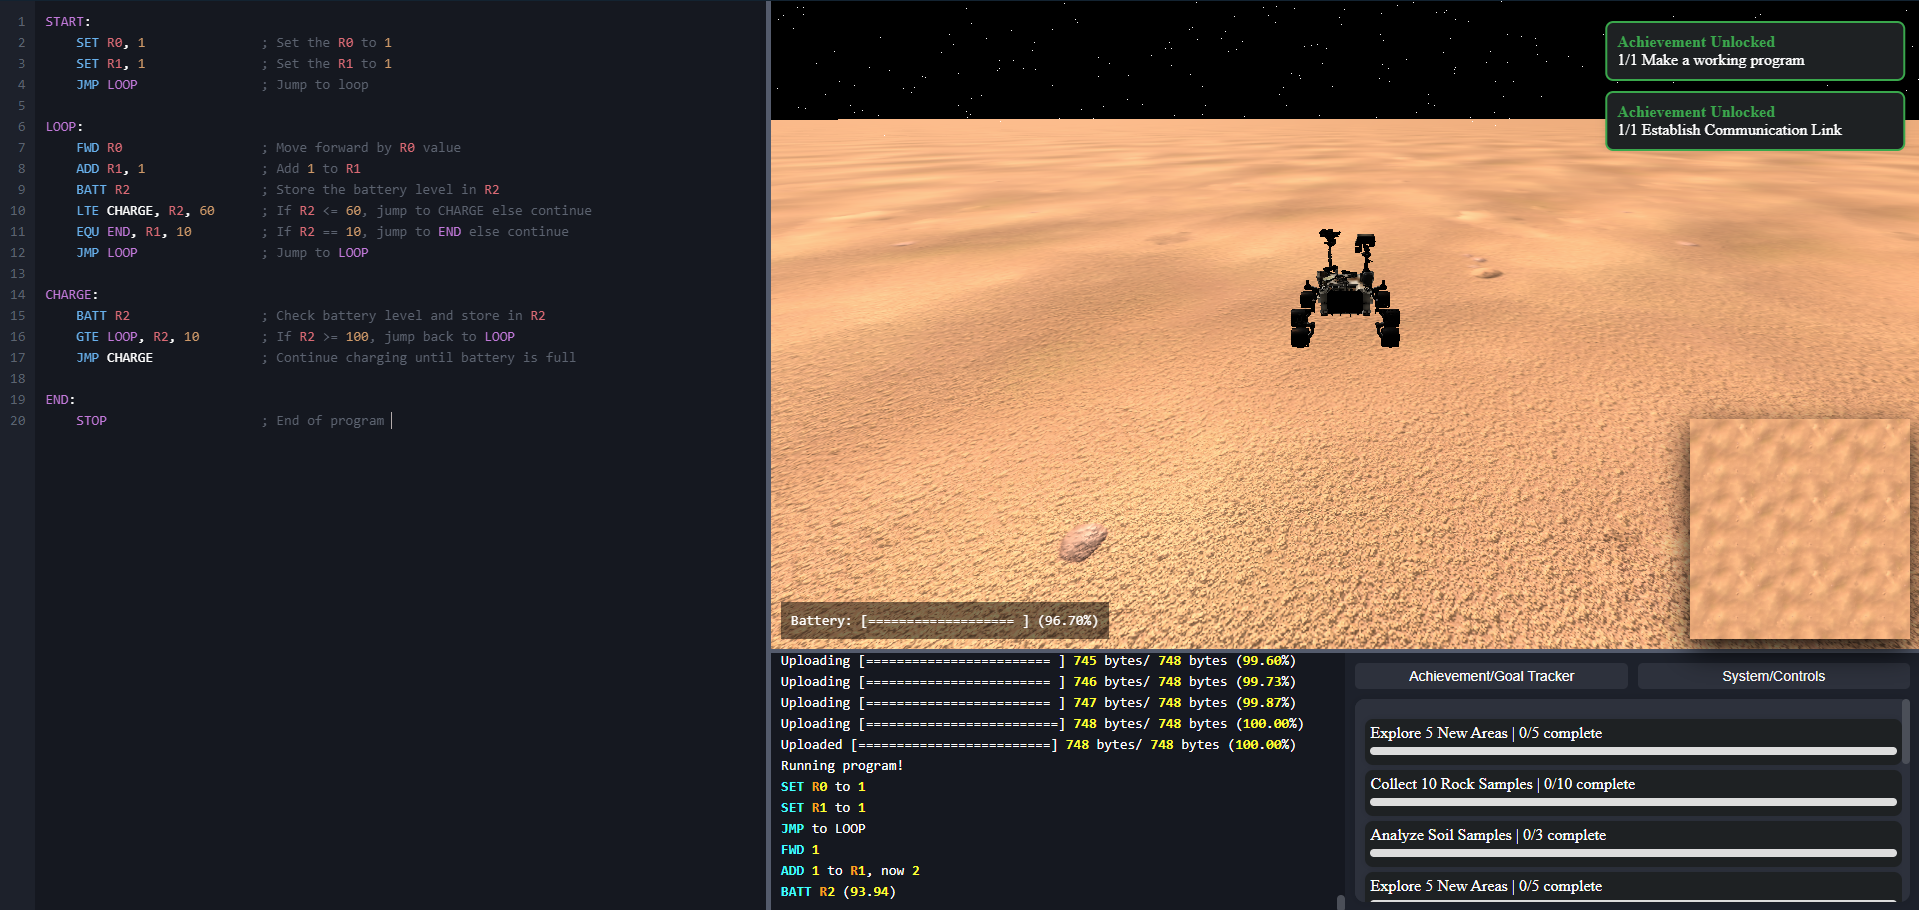 1 START:
2 SET R0, 1 ; Set the R0 to 1
3 SET R1, 1 ; Set the R1 to 1
4 JMP LOOP ; Jump to loop
5
6 LOOP:
7 FWD R0 ; Move forward by R0 value
8 ADD R1, 1 ; Add 1 to R1
9 BATT R2 ; Store the battery level in R2
10 LTE CHARGE, R2, 60 ; If R2 <= 60, jump to CHARGE else continue
11 EQU END, R1, 10 ; If R2 == 10, jump to END else continue
12 JMP LOOP ; Jump to LOOP
13
14 CHARGE:
15 BATT R2 ; Check battery level and store in R2
16 GTE LOOP, R2, 10 ; If R2 >= 100, jump back to LOOP
17 JMP CHARGE ; Continue charging until battery is full
18
19 END:
20 STOP ; End of program
Achievement Unlocked
1/1 Make a working program
Achievement Unlocked
1/1 Establish Communication Link
Battery: [=================== ] (96.70%)
Uploading [======================== ] 745 bytes/ 748 bytes (99.60%)
Uploading [======================== ] 746 bytes/ 748 bytes (99.73%)
Uploading [======================== ] 747 bytes/ 748 bytes (99.87%)
Uploading [=========================] 748 bytes/ 748 bytes (100.00%)
Uploaded [=========================] 748 bytes/ 748 bytes (100.00%)
Running program!
SET R0 to 1
SET R1 to 1
JMP to LOOP
FWD 1
ADD 1 to R1, now 2
BATT R2 (93.94)
Achievement/Goal Tracker
System/Controls
Explore 5 New Areas | 0/5 complete
Collect 10 Rock Samples | 0/10 complete
Analyze Soil Samples | 0/3 complete
Explore 5 New Areas | 0/5 complete